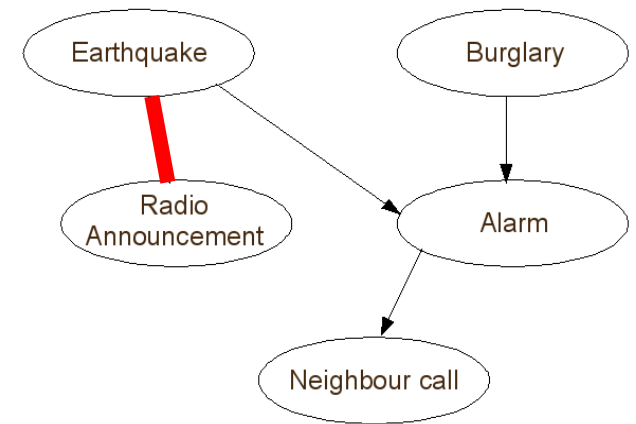 Earthquake
Burglary
Radio
Announcement
Alarm
Neighbour call